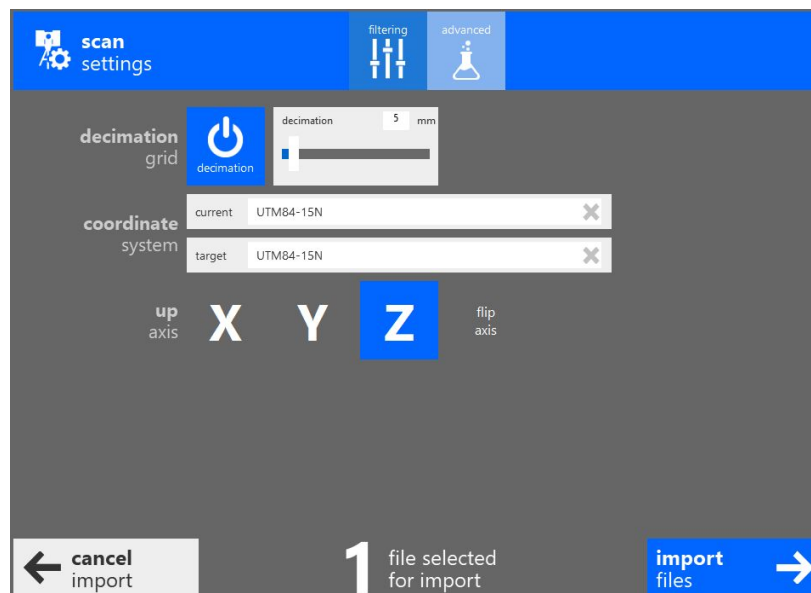 scan
settings
filtering
advanced
decimation
grid
decimation
decimation 5 mm
coordinate
system
current UTM84-15N
target UTM84-15N
up
axis
X Y Z
flip
axis
cancel
import
1 file selected
for import
import
files